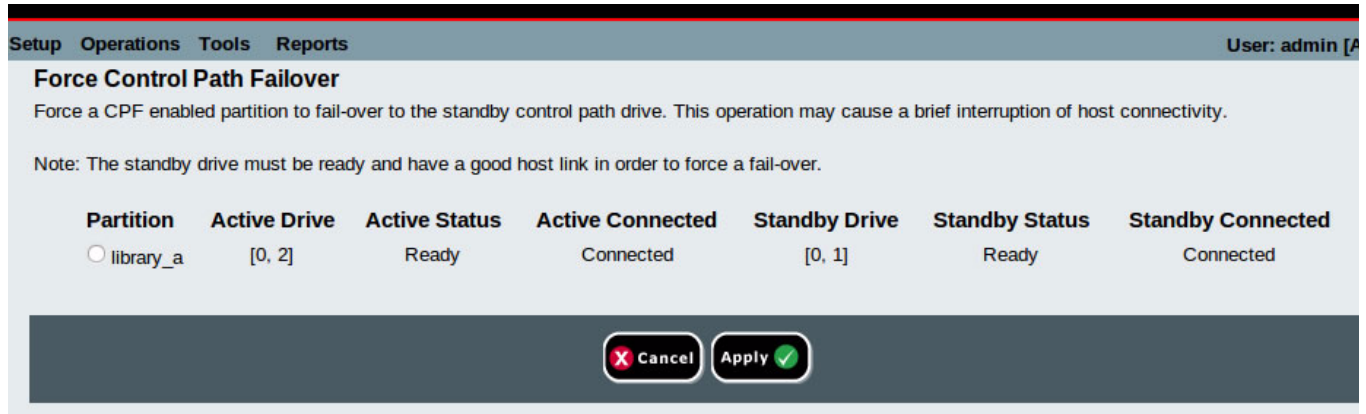 Setup Operations Tools Reports User: admin [A
Force Control Path Failover
Force a CPF enabled partition to fail-over to the standby control path drive. This operation may cause a brief interruption of host connectivity.
Note: The standby drive must be ready and have a good host link in order to force a fail-over.
Partition Active Drive Active Status Active Connected Standby Drive Standby Status Standby Connected
library_a [0, 2] Ready Connected [0, 1] Ready Connected
X Cancel Apply